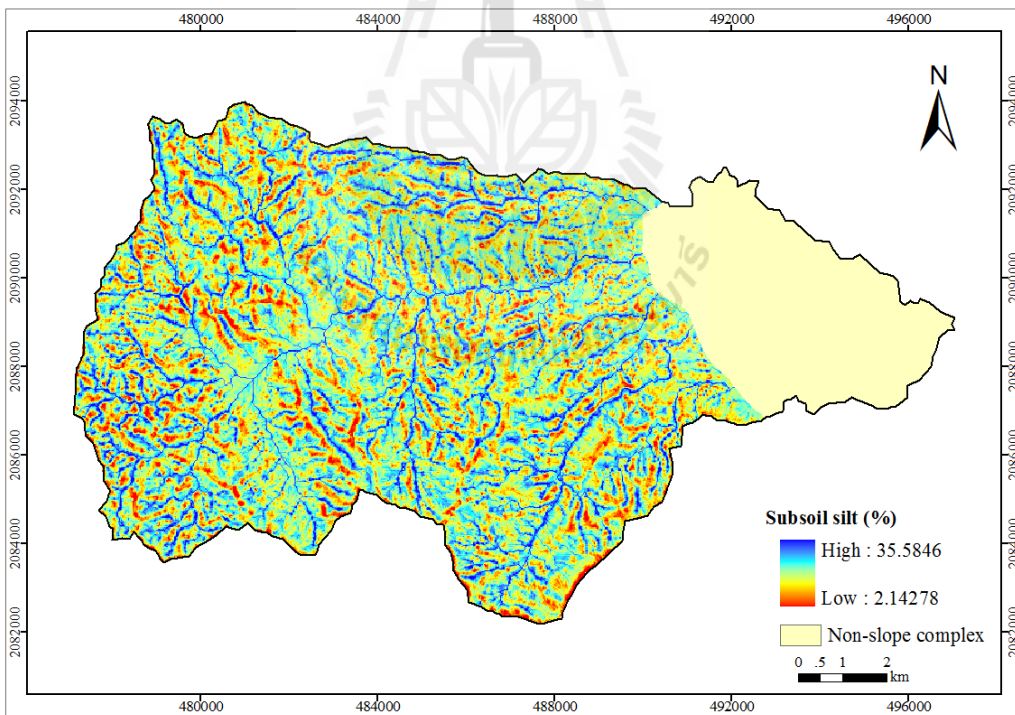 480000 484000 488000 492000 496000
2094000 2094000
2092000 2092000
2090000 2090000
2088000 2088000
2086000 2086000
2084000 2084000
2082000 2082000
N
Subsoil silt (%)
High : 35.5846
Low : 2.14278
Non-slope complex
0 .5 1 2
km
480000 484000 488000 492000 496000